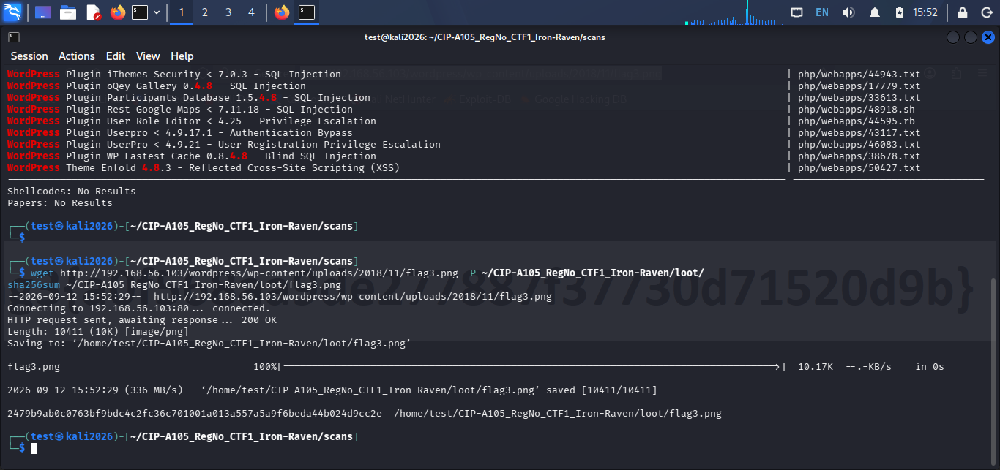 1 2 3 4 EN 15:52
test@kali2026: ~/CIP-A105_RegNo_CTF1_Iron-Raven/scans
Session Actions Edit View Help
WordPress Plugin iThemes Security < 7.0.3 - SQL Injection | php/webapps/44943.txt
WordPress Plugin oQey Gallery 0.4.8 - SQL Injection | php/webapps/17779.txt
WordPress Plugin Participants Database 1.5.4.8 - SQL Injection | php/webapps/33613.txt
WordPress Plugin Rest Google Maps < 7.11.18 - SQL Injection | php/webapps/48918.sh
WordPress Plugin User Role Editor < 4.25 - Privilege Escalation | php/webapps/44595.rb
WordPress Plugin Userpro < 4.9.17.1 - Authentication Bypass | php/webapps/43117.txt
WordPress Plugin UserPro < 4.9.21 - User Registration Privilege Escalation | php/webapps/46083.txt
WordPress Plugin WP Fastest Cache 0.8.4.8 - Blind SQL Injection | php/webapps/38678.txt
WordPress Theme Enfold 4.8.3 - Reflected Cross-Site Scripting (XSS) | php/webapps/50427.txt
NetHunter Exploit-DB Google Hacking DB
Shellcodes: No Results
Papers: No Results
┌──(test㉿kali2026)-[~/CIP-A105_RegNo_CTF1_Iron-Raven/scans]
└─$
┌──(test㉿kali2026)-[~/CIP-A105_RegNo_CTF1_Iron-Raven/scans]
└─$ wget http://192.168.56.103/wordpress/wp-content/uploads/2018/11/flag3.png -P ~/CIP-A105_RegNo_CTF1_Iron-Raven/loot/
sha256sum ~/CIP-A105_RegNo_CTF1_Iron-Raven/loot/flag3.png
--2026-09-12 15:52:29-- http://192.168.56.103/wordpress/wp-content/uploads/2018/11/flag3.png
Connecting to 192.168.56.103:80... connected.
HTTP request sent, awaiting response... 200 OK
Length: 10411 (10K) [image/png]
Saving to: ‘/home/test/CIP-A105_RegNo_CTF1_Iron-Raven/loot/flag3.png’
flag3.png 100%[===================>] 10.17K --.-KB/s in 0s
2026-09-12 15:52:29 (336 MB/s) - ‘/home/test/CIP-A105_RegNo_CTF1_Iron-Raven/loot/flag3.png’ saved [10411/10411]
2479b9ab0c0763bf9bdc4c2fc36c701001a013a557a5a9f6beda44b024d9cc2e /home/test/CIP-A105_RegNo_CTF1_Iron-Raven/loot/flag3.png
┌──(test㉿kali2026)-[~/CIP-A105_RegNo_CTF1_Iron-Raven/scans]
└─$